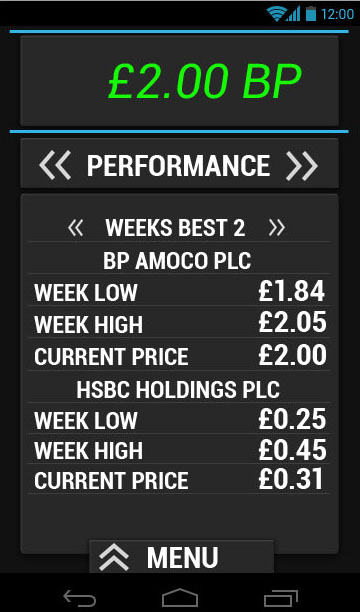 12:00
£2.00 BP
PERFORMANCE
WEEKS BEST 2
BP AMOCO PLC
WEEK LOW £1.84
WEEK HIGH £2.05
CURRENT PRICE £2.00
HSBC HOLDINGS PLC
WEEK LOW £0.25
WEEK HIGH £0.45
CURRENT PRICE £0.31
MENU